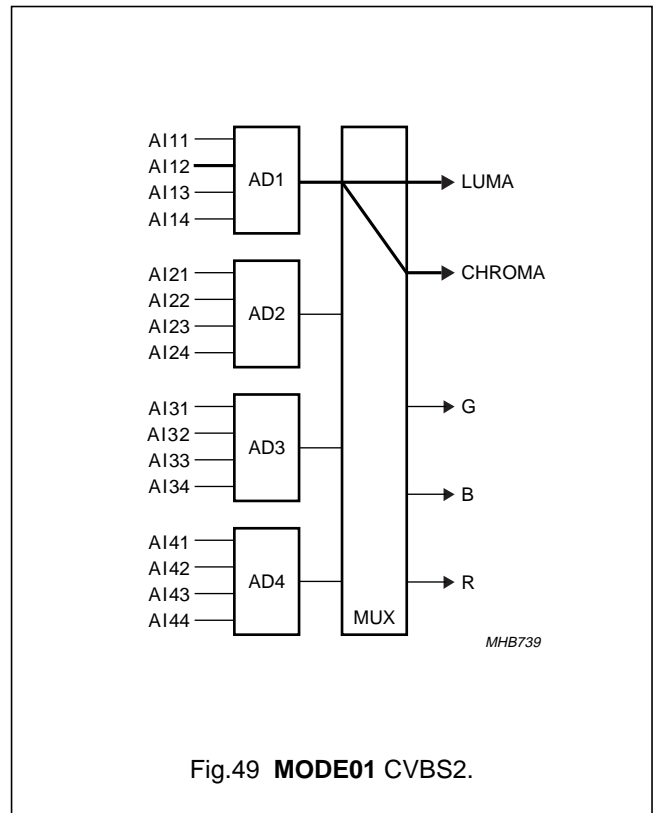 AI11
AI12
AI13
AI14
AD1
LUMA
CHROMA
AI21
AI22
AI23
AI24
AD2
AI31
AI32
AI33
AI34
AD3
G
B
AI41
AI42
AI43
AI44
AD4
R
MUX
MHB739
Fig.49 MODE01 CVBS2.